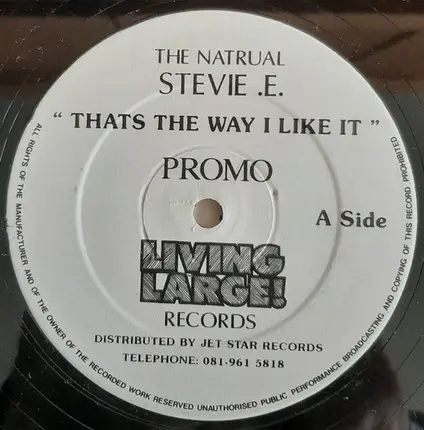 THE NATRUAL
STEVIE .E.
“ THATS THE WAY I LIKE IT ”
PROMO
A Side
LIVING
LARGE!
RECORDS
DISTRIBUTED BY JET STAR RECORDS
TELEPHONE: 081-961 5818
ALL RIGHTS OF THE MANUFACTURER AND OF THE OWNER OF THE RECORDED WORK RESERVED UNAUTHORISED PUBLIC PERFORMANCE BROADCASTING AND COPYING OF THIS RECORD PROHIBITED